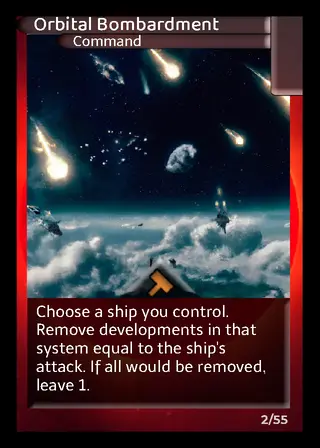 Orbital Bombardment
Command
Choose a ship you control.
Remove developments in that
system equal to the ship's
attack. If all would be removed,
leave 1.
2/55